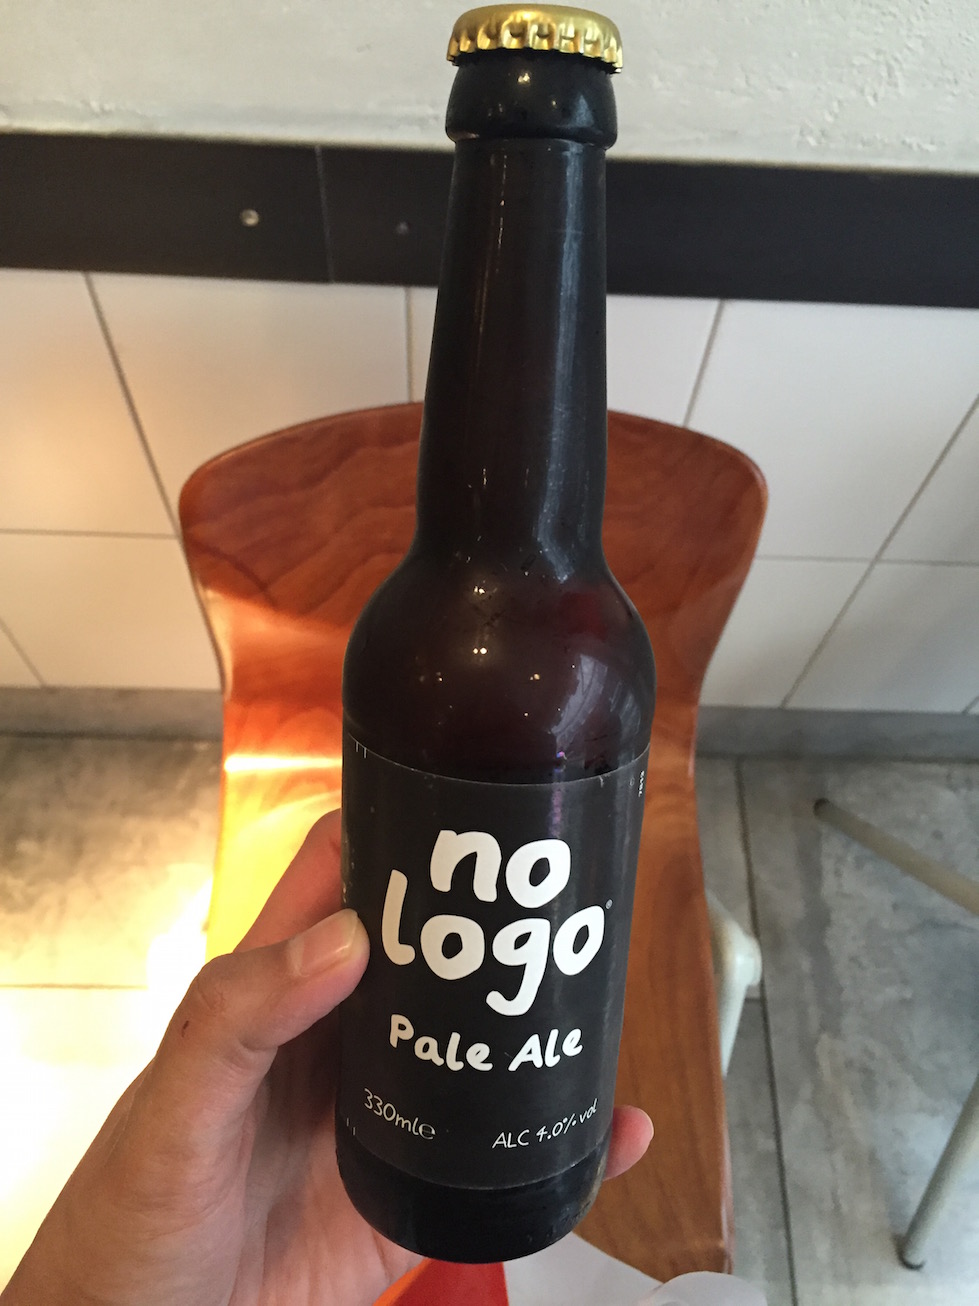 no
logo®
Pale Ale
330ml℮
ALC 4.0% vol